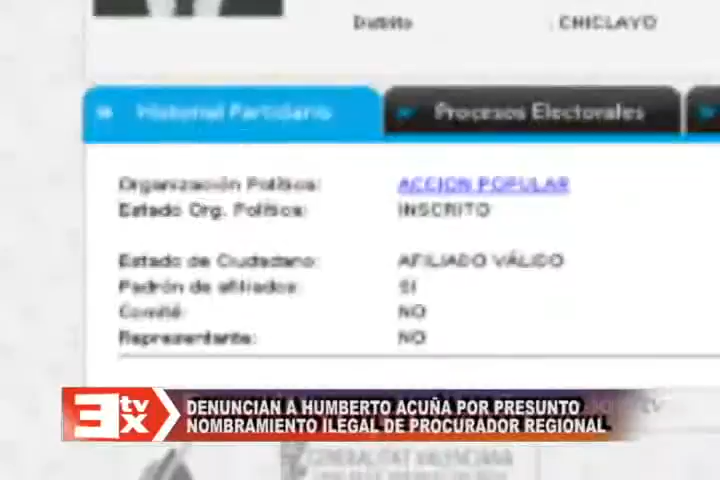 Distrito : CHICLAYO
Historial Partidario
Procesos Electorales
Organización Política: ACCION POPULAR
Estado Org. Política: INSCRITO
Estado de Ciudadano: AFILIADO VÁLIDO
Padrón de afiliados: SI
Comité: NO
Representante: NO
3 tv x
DENUNCIAN A HUMBERTO ACUÑA POR PRESUNTO
NOMBRAMIENTO ILEGAL DE PROCURADOR REGIONAL
GENERALITAT VALENCIANA